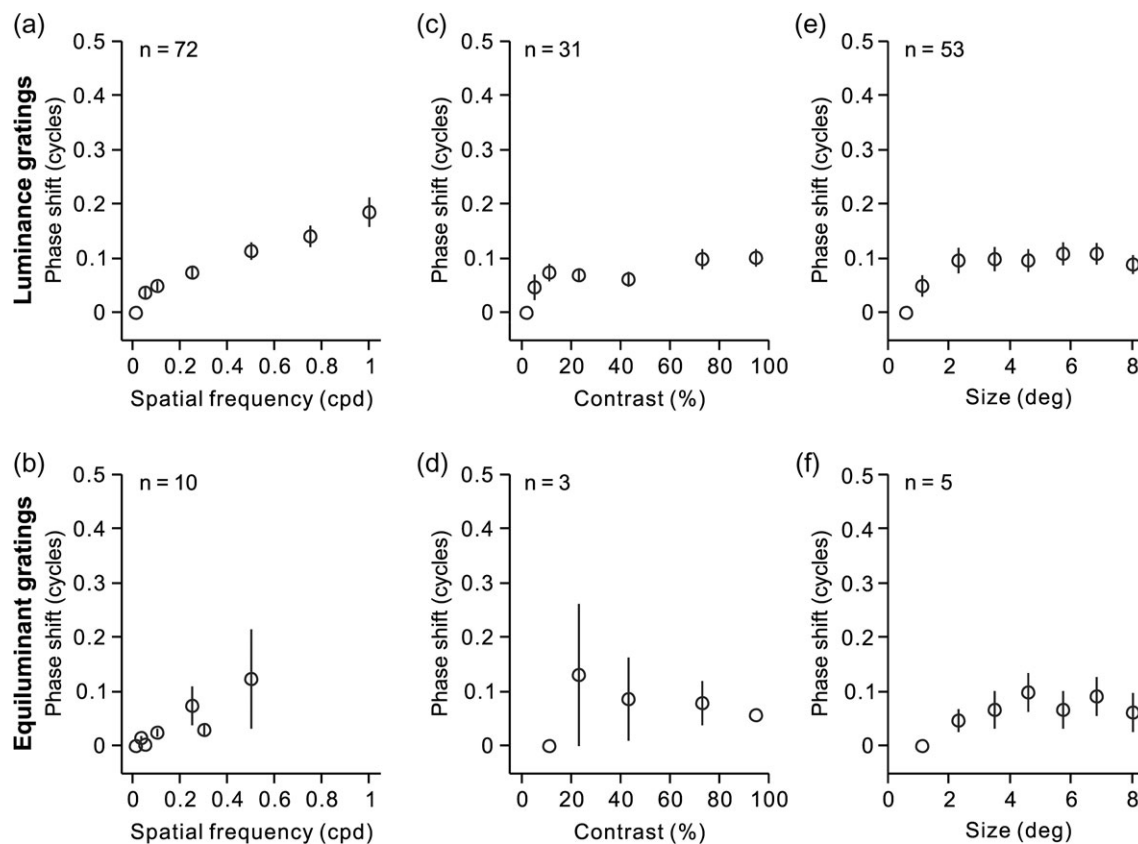 (a)
n = 72
0.5
0.4
0.3
0.2
0.1
0
Phase shift (cycles)
Luminance gratings
0 0.2 0.4 0.6 0.8 1
Spatial frequency (cpd)
(c)
n = 31
0.5
0.4
0.3
0.2
0.1
0
Phase shift (cycles)
0 20 40 60 80 100
Contrast (%)
(e)
n = 53
0.5
0.4
0.3
0.2
0.1
0
Phase shift (cycles)
0 2 4 6 8
Size (deg)
(b)
n = 10
0.5
0.4
0.3
0.2
0.1
0
Phase shift (cycles)
Equiluminant gratings
0 0.2 0.4 0.6 0.8 1
Spatial frequency (cpd)
(d)
n = 3
0.5
0.4
0.3
0.2
0.1
0
Phase shift (cycles)
0 20 40 60 80 100
Contrast (%)
(f)
n = 5
0.5
0.4
0.3
0.2
0.1
0
Phase shift (cycles)
0 2 4 6 8
Size (deg)